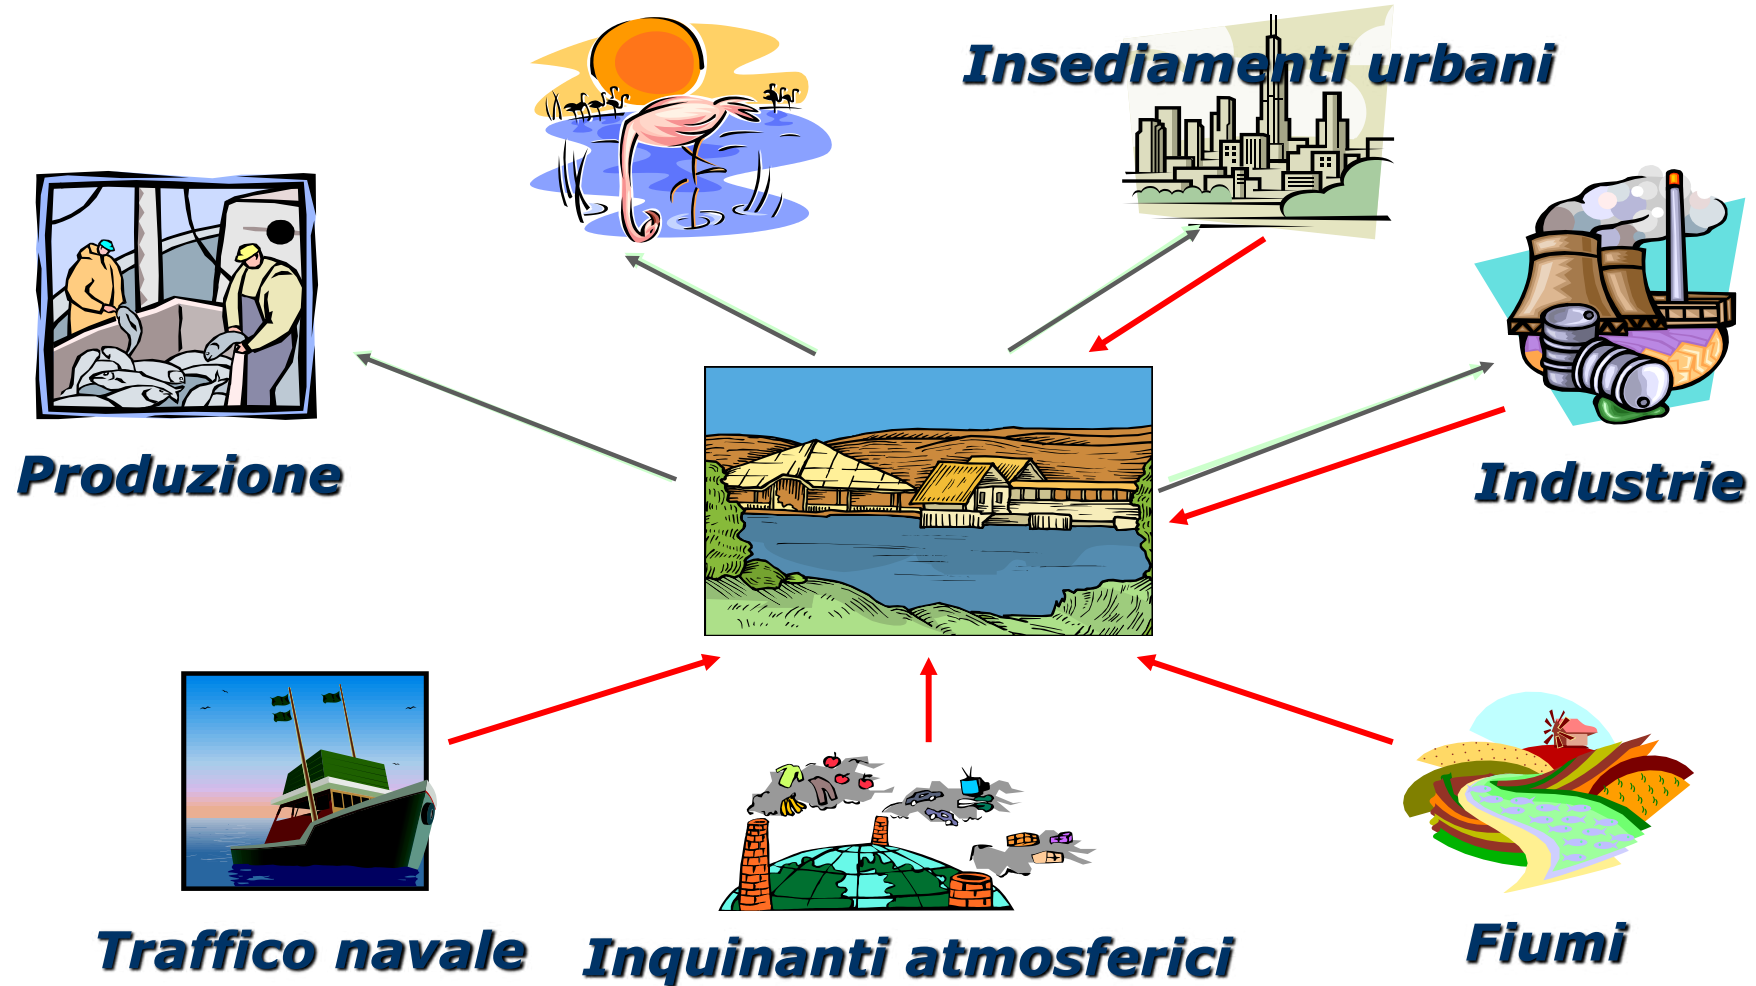 Insediamenti urbani
Produzione
Industrie
Traffico navale
Inquinanti atmosferici
Fiumi